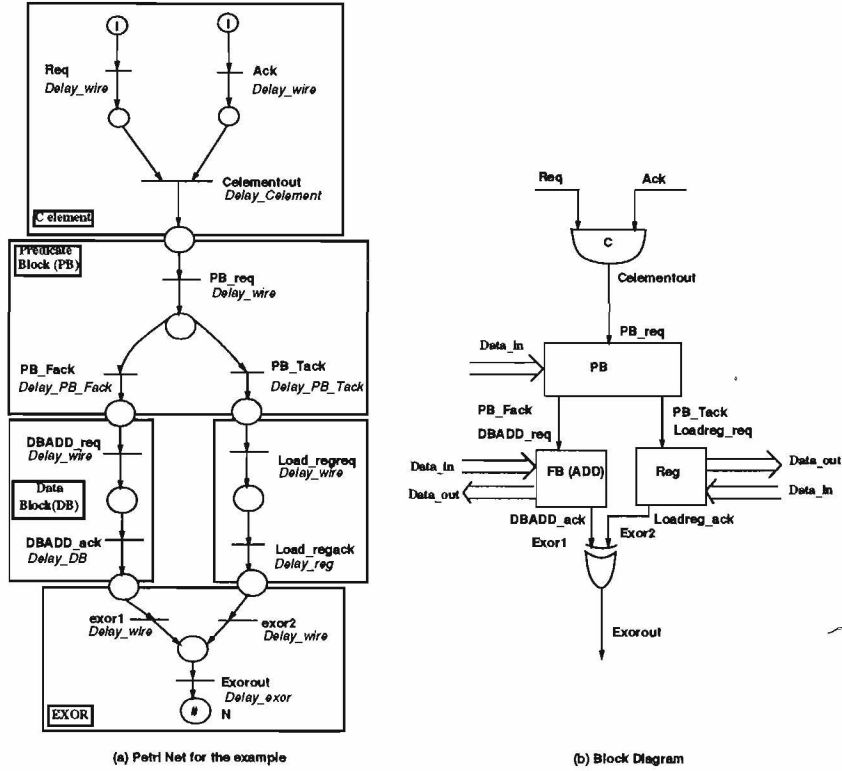 I
I
Req
Delay_wire
Ack
Delay_wire
Celementout
Delay_Celement
C element
Predicate
Block (PB)
PB_req
Delay_wire
PB_Fack
Delay_PB_Fack
PB_Tack
Delay_PB_Tack
DBADD_req
Delay_wire
Load_regreq
Delay_wire
Data
Block(DB)
DBADD_ack
Delay_DB
Load_regack
Delay_reg
exor1
Delay_wire
exor2
Delay_wire
Exorout
Delay_exor
#
N
EXOR
(a) Petri Net for the example
Req
Ack
C
Celementout
PB_req
Data_in
PB
PB_Fack
DBADD_req
PB_Tack
Loadreg_req
Data_in
Data_out
FB (ADD)
Reg
Data_out
Data_in
DBADD_ack
Loadreg_ack
Exor1
Exor2
Exorout
(b) Block Diagram